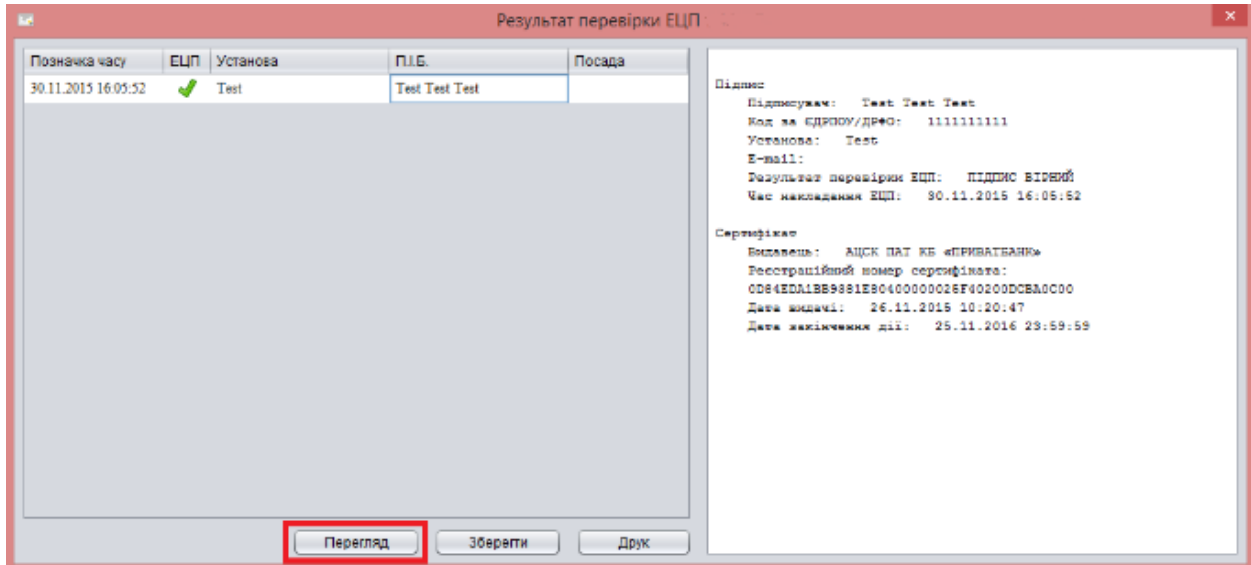 Результат перевірки ЕЦП
Позначка часу ЕЦП Установа П.І.Б. Посада
30.11.2015 16:05:52 Test Test Test Test
Підпис
Підписувач: Test Test Test
Код за ЄДРПОУ/ДРФО: 1111111111
Установа: Test
E-mail:
Результат перевірки ЕЦП: ПІДПИС ВІРНИЙ
Час накладання ЕЦП: 30.11.2015 16:05:52
Сертифікат
Видавець: АЦСК ПАТ КБ «ПРИВАТБАНК»
Реєстраційний номер сертифіката:
Дата видачі: 26.11.2015 10:20:47
Дата закінчення дії: 25.11.2016 23:59:59
Перегляд Зберегти Друк